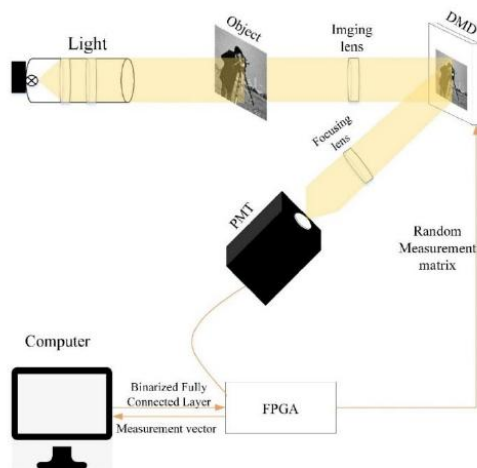 Light
Object
Imging
lens
DMD
Focusing
lens
PMT
Random
Measurement
matrix
Computer
Binarized Fully
Connected Layer
Measurement vector
FPGA